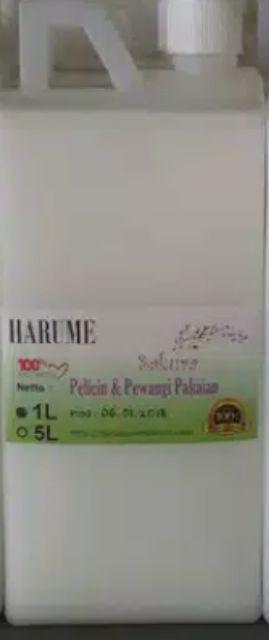 HARUME
Sakura
100%
Netto :
Pelicin & Pewangi Pakaian
1L
Prod : 06.01.2018
5L